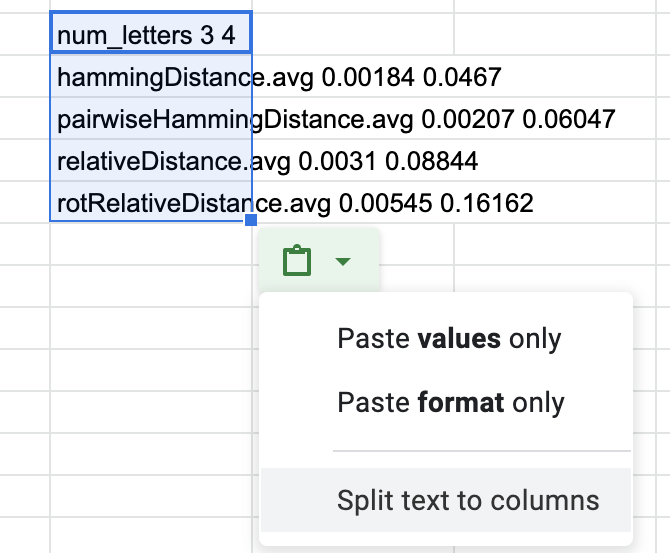 num_letters 3 4
hammingDistance.avg 0.00184 0.0467
pairwiseHammingDistance.avg 0.00207 0.06047
relativeDistance.avg 0.0031 0.08844
rotRelativeDistance.avg 0.00545 0.16162
Paste values only
Paste format only
Split text to columns